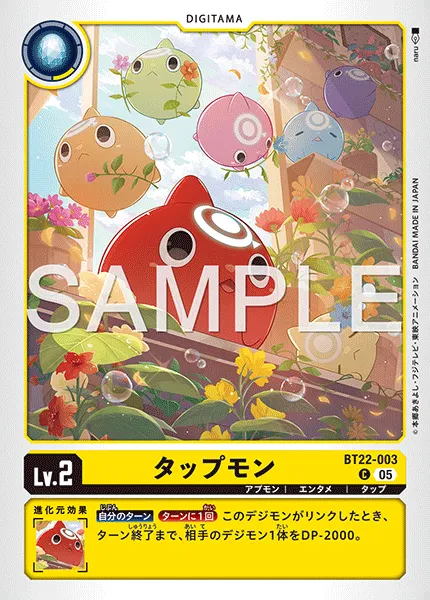 DIGITAMA
naru
© 本郷あきよし・フジテレビ・東映アニメーション BANDAI MADE IN JAPAN
SAMPLE
BT22-003
Lv.2
タップモン
C 05
アプモン | エンタメ | タップ
進化元効果
自分のターン ターンに1回 このデジモンがリンクしたとき、
ターン終了まで、相手のデジモン1体をDP-2000。